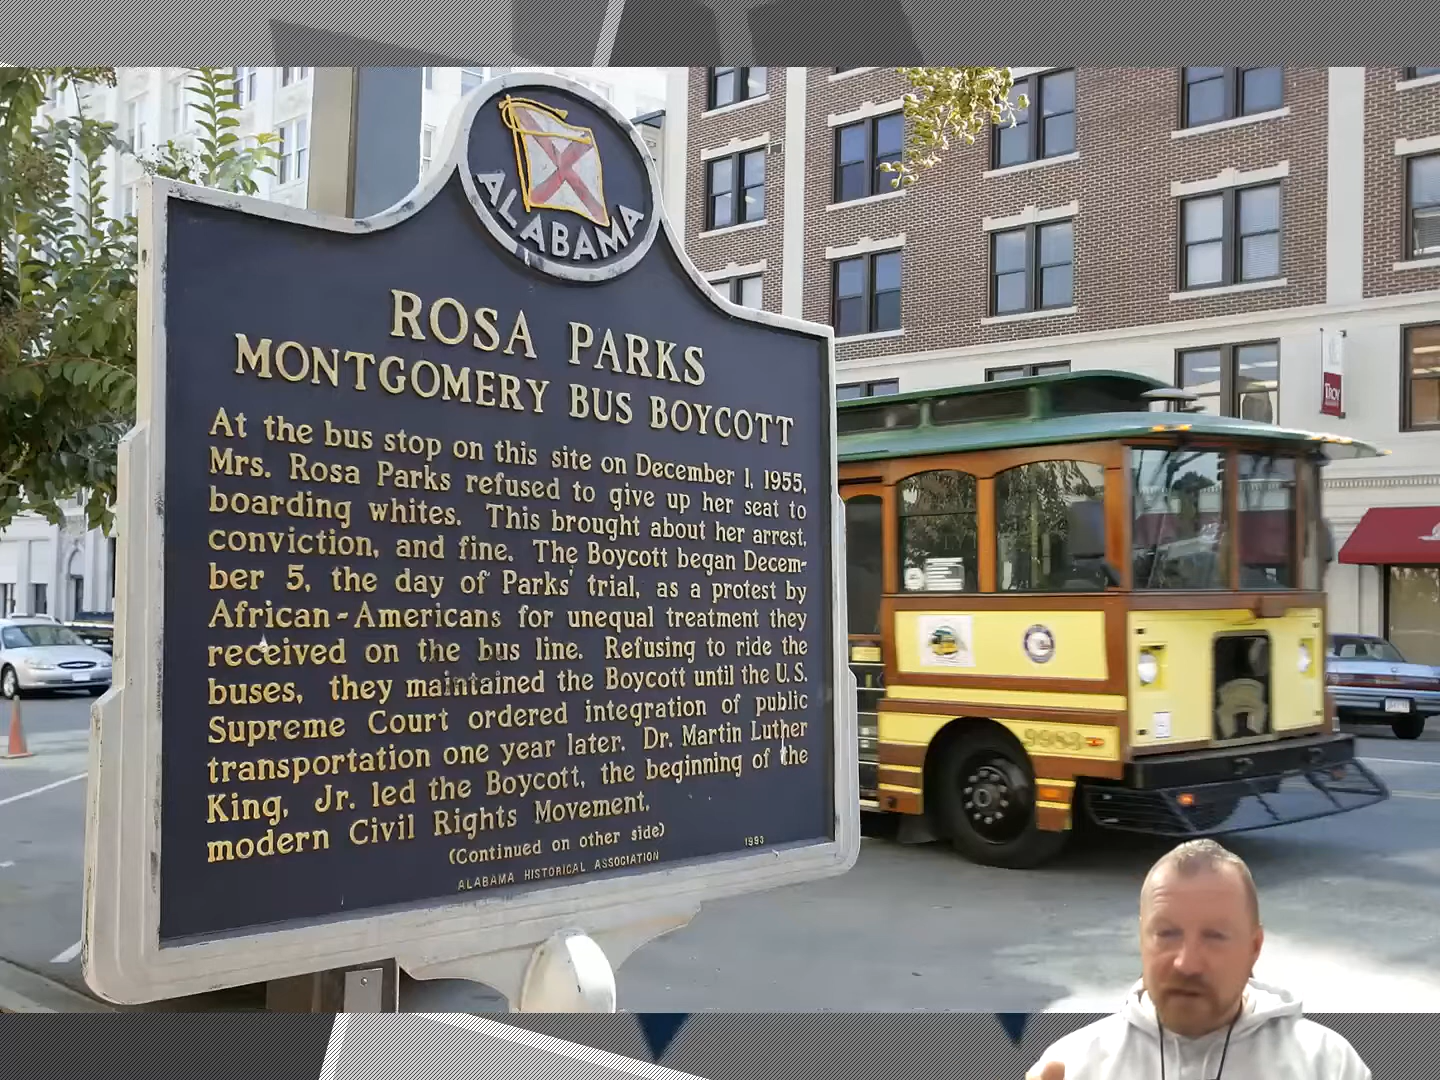 ALABAMA
ROSA PARKS
MONTGOMERY BUS BOYCOTT
At the bus stop on this site on December 1, 1955,
Mrs. Rosa Parks refused to give up her seat to
boarding whites. This brought about her arrest,
conviction, and fine. The Boycott began Decem-
ber 5, the day of Parks' trial, as a protest by
African-Americans for unequal treatment they
received on the bus line. Refusing to ride the
buses, they maintained the Boycott until the U.S.
Supreme Court ordered integration of public
transportation one year later. Dr. Martin Luther
King, Jr. led the Boycott, the beginning of the
modern Civil Rights Movement.
(Continued on other side)
ALABAMA HISTORICAL ASSOCIATION
1993
TROY
9989